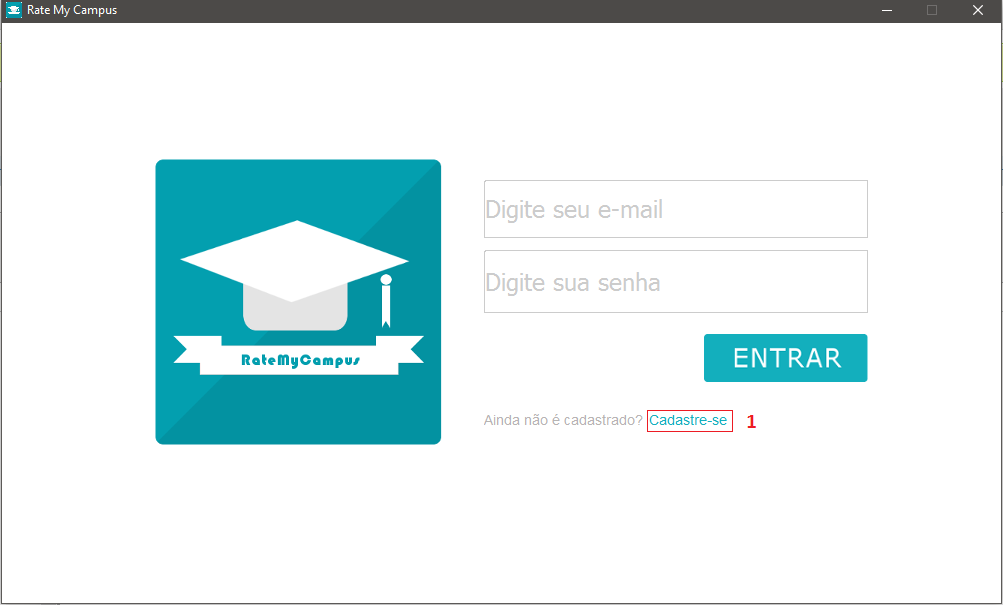 Rate My Campus
RateMyCampus
Digite seu e-mail
Digite sua senha
ENTRAR
Ainda não é cadastrado? Cadastre-se 1